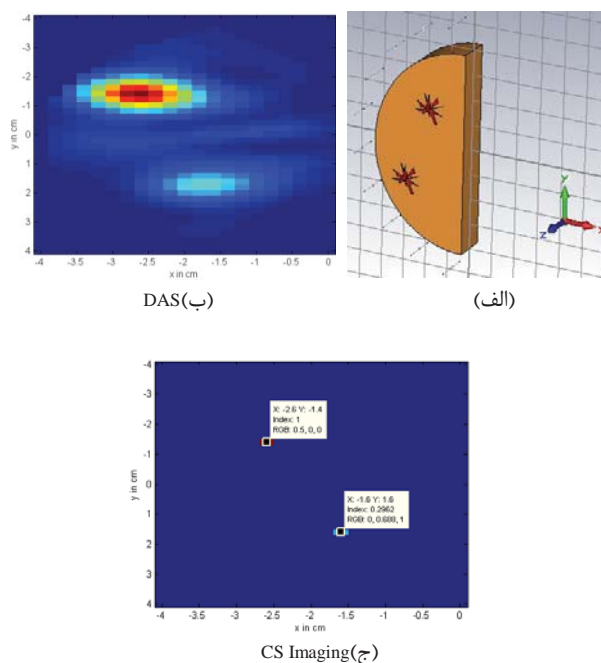 -4
-3
-2
-1
0
1
2
3
4
y in cm
-4 -3.5 -3 -2.5 -2 -1.5 -1 -0.5 0
x in cm
DAS(ب)
Y
X
Z
(الف)
-4
-3
-2
-1
0
1
2
3
4
y in cm
X: -2.6 Y: -1.4
Index: 1
RGB: 0.5, 0, 0
X: -1.6 Y: 1.6
Index: 0.2962
RGB: 0, 0.688, 1
-4 -3.5 -3 -2.5 -2 -1.5 -1 -0.5 0
x in cm
CS Imaging(ج)